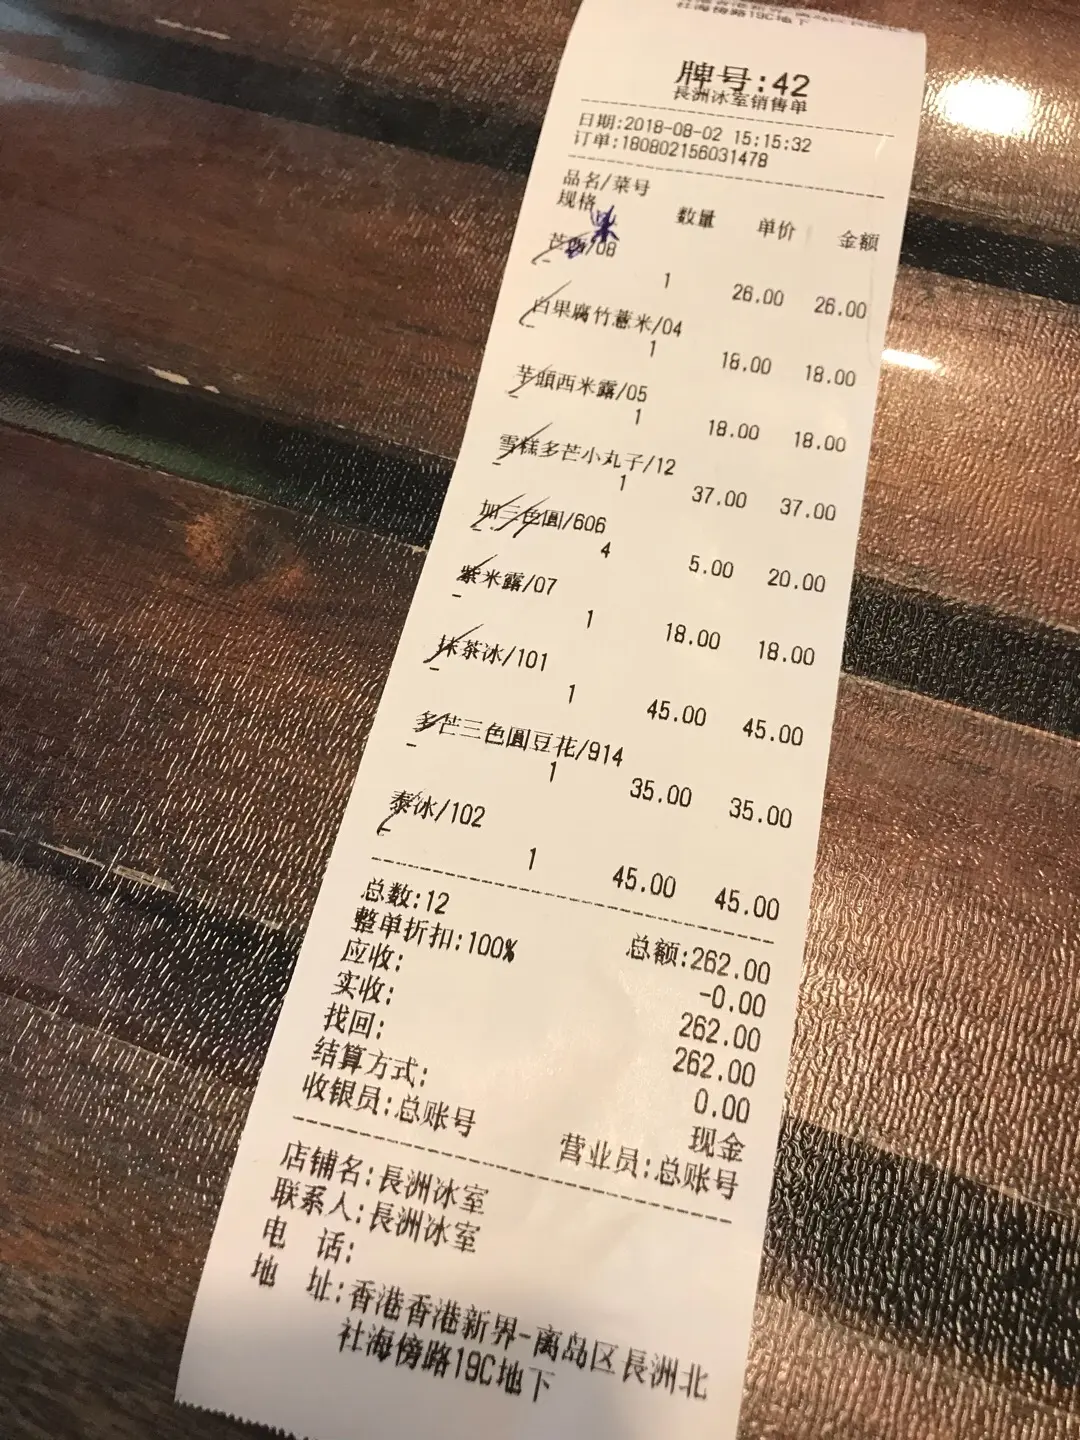 社海傍路19C地下
牌号:42
長洲冰室销售单
日期:2018-08-02 15:15:32
订单:180802156031478
品名/菜号
规格 数量 单价 金额
/08
1 26.00 26.00
白果腐竹薏米/04
1 18.00 18.00
芋頭西米露/05
1 18.00 18.00
雪糕多芒小丸子/12
1 37.00 37.00
加三色圓/606
4 5.00 20.00
紫米露/07
1 18.00 18.00
抹茶冰/101
1 45.00 45.00
多芒三色圓豆花/914
1 35.00 35.00
泰冰/102
1 45.00 45.00
总数:12 总额:262.00
整单折扣:100% -0.00
应收: 262.00
实收: 262.00
找回: 0.00
结算方式: 现金
收银员:总账号 营业员:总账号
店铺名:長洲冰室
联系人:長洲冰室
电 话:
地 址:香港香港新界-离岛区長洲北
社海傍路19C地下